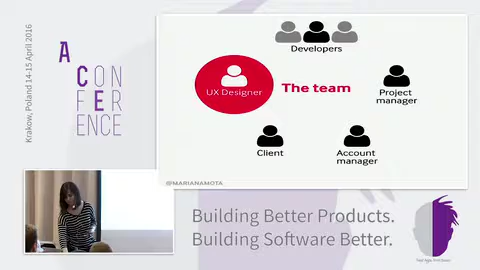 Krakow, Poland 14-15 April 2016
A
CON
FER
ENCE
Developers
UX Designer
The team
Project
manager
Client
Account
manager
@MARIANAMOTA
Building Better Products.
Building Software Better.